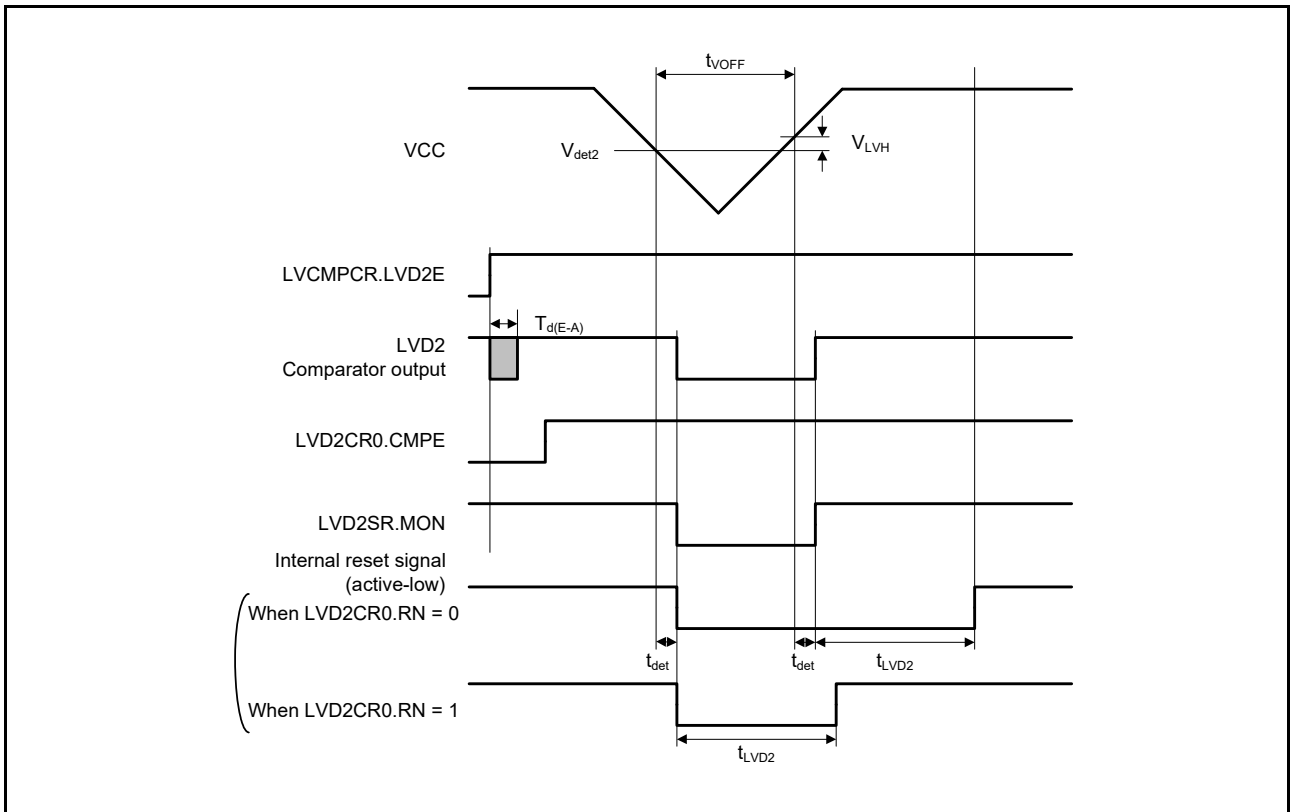 tVOFF
VCC
Vdet2
VLVH
LVCMPCR.LVD2E
Td(E-A)
LVD2
Comparator output
LVD2CR0.CMPE
LVD2SR.MON
Internal reset signal
(active-low)
When LVD2CR0.RN = 0
tdet
tdet
tLVD2
When LVD2CR0.RN = 1
tLVD2